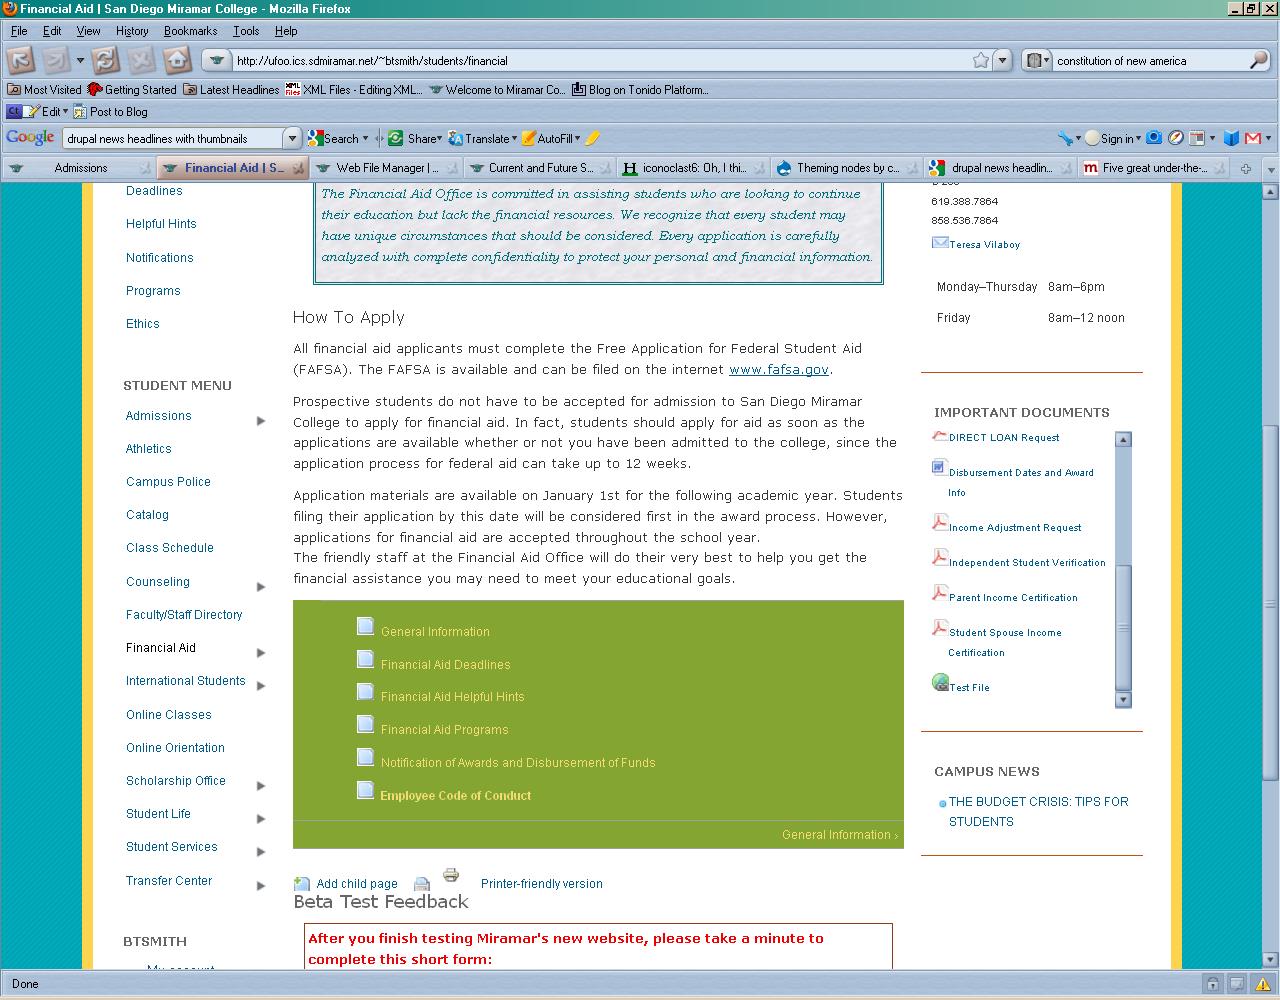 Financial Aid | San Diego Miramar College - Mozilla Firefox
File Edit View History Bookmarks Tools Help
http://ufoo.ics.sdmiramar.net/~btsmith/students/financial
constitution of new america
Most Visited Getting Started Latest Headlines XML Files - Editing XML... Welcome to Miramar Co... Blog on Tonido Platform...
Ct Edit Post to Blog
Google drupal news headlines with thumbnails Search Share Translate AutoFill Sign in
Admissions Financial Aid | S... Web File Manager | ... Current and Future S... iconoclast6: Oh, I thi... Theming nodes by c... drupal news headlin... Five great under-the-...
Deadlines
Helpful Hints
Notifications
Programs
Ethics
STUDENT MENU
Admissions
Athletics
Campus Police
Catalog
Class Schedule
Counseling
Faculty/Staff Directory
Financial Aid
International Students
Online Classes
Online Orientation
Scholarship Office
Student Life
Student Services
Transfer Center
BTSMITH
My account
The Financial Aid Office is committed in assisting students who are looking to continue
their education but lack the financial resources. We recognize that every student may
have unique circumstances that should be considered. Every application is carefully
analyzed with complete confidentiality to protect your personal and financial information.
How To Apply
All financial aid applicants must complete the Free Application for Federal Student Aid
(FAFSA). The FAFSA is available and can be filed on the internet www.fafsa.gov.
Prospective students do not have to be accepted for admission to San Diego Miramar
College to apply for financial aid. In fact, students should apply for aid as soon as the
applications are available whether or not you have been admitted to the college, since the
application process for federal aid can take up to 12 weeks.
Application materials are available on January 1st for the following academic year. Students
filing their application by this date will be considered first in the award process. However,
applications for financial aid are accepted throughout the school year.
The friendly staff at the Financial Aid Office will do their very best to help you get the
financial assistance you may need to meet your educational goals.
General Information
Financial Aid Deadlines
Financial Aid Helpful Hints
Financial Aid Programs
Notification of Awards and Disbursement of Funds
Employee Code of Conduct
General Information ›
Add child page Printer-friendly version
Beta Test Feedback
After you finish testing Miramar's new website, please take a minute to
complete this short form:
619.388.7864
858.536.7864
Teresa Vilaboy
Monday–Thursday 8am–6pm
Friday 8am–12 noon
IMPORTANT DOCUMENTS
DIRECT LOAN Request
Disbursement Dates and Award
Info
Income Adjustment Request
Independent Student Verification
Parent Income Certification
Student Spouse Income
Certification
Test File
CAMPUS NEWS
THE BUDGET CRISIS: TIPS FOR
STUDENTS
Done